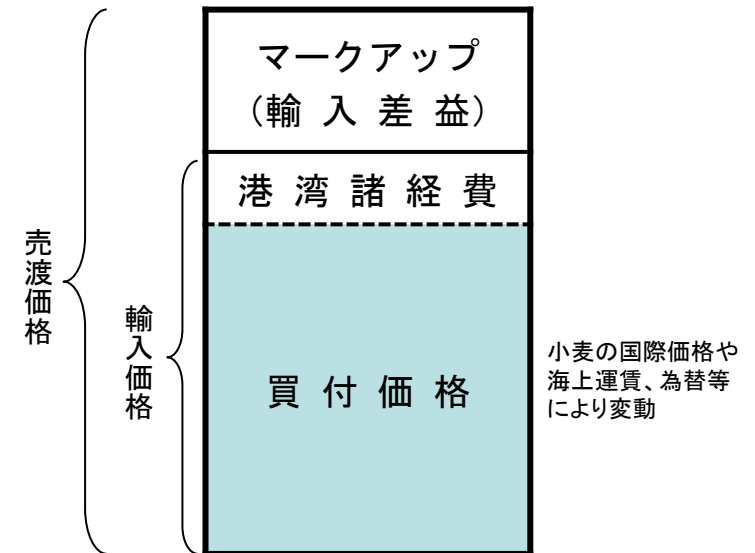 マークアップ
（輸入差益）
港湾諸経費
売渡価格
輸入価格
買付価格
小麦の国際価格や
海上運賃、為替等
により変動